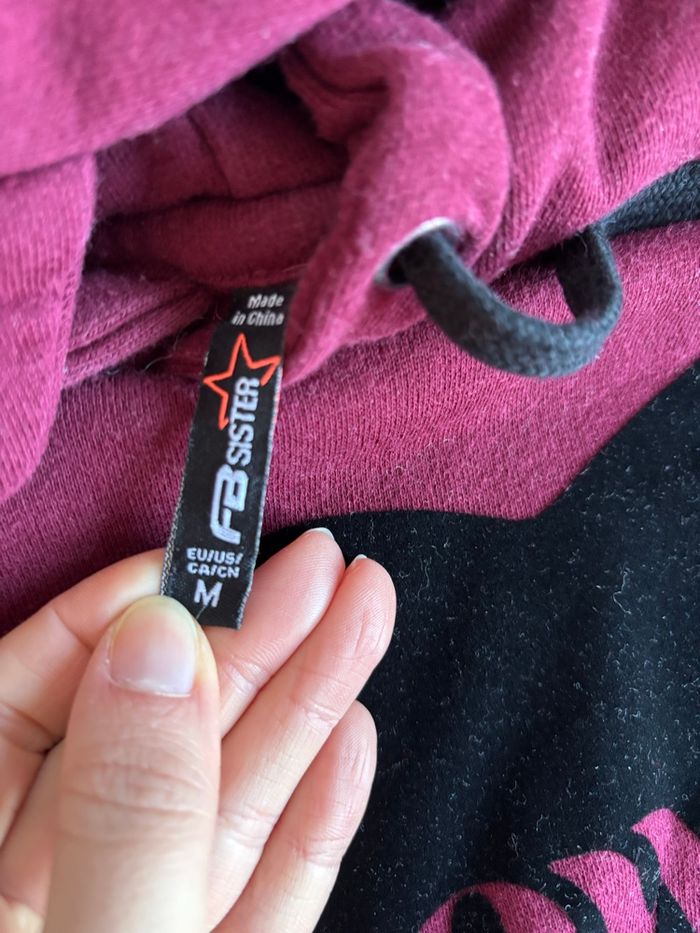 Made
in China
FB SISTER
EU/US/
CA/CN
M